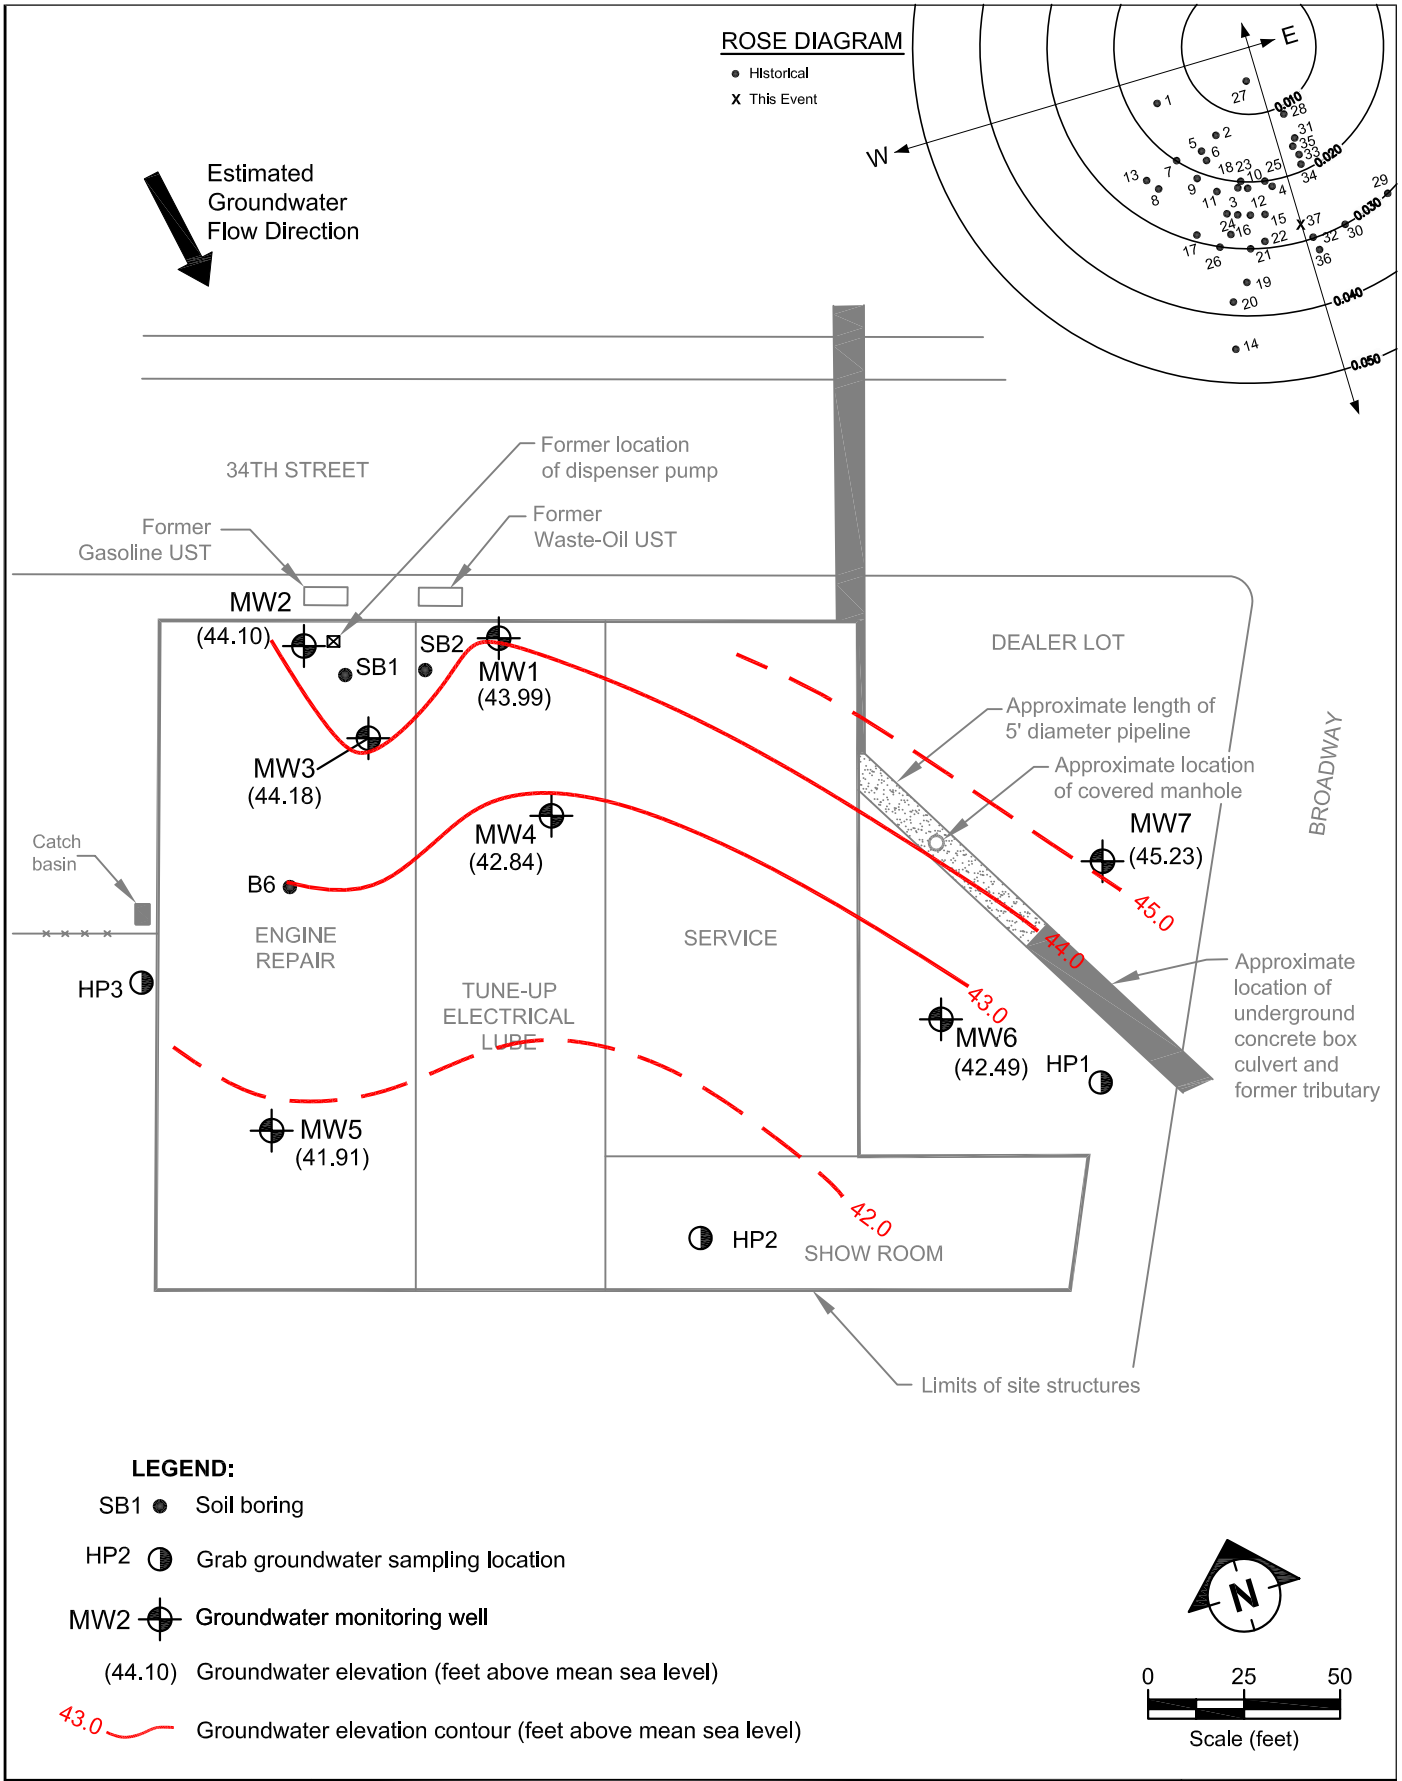 ROSE DIAGRAM
Historical
X This Event
E
W
0.010
0.020
0.030
0.040
0.050
1
2
3
4
5
6
7
8
9
10
11
12
13
14
15
16
17
18
19
20
21
22
23
24
25
26
27
28
29
30
31
32
33
34
35
36
X
37
Estimated
Groundwater
Flow Direction
34TH STREET
Former location
of dispenser pump
Former
Gasoline UST
Former
Waste-Oil UST
MW2
(44.10)
SB1
SB2
MW1
(43.99)
DEALER LOT
MW3
(44.18)
Approximate length of
5' diameter pipeline
Approximate location
of covered manhole
BROADWAY
MW4
(42.84)
MW7
(45.23)
45.0
Catch
basin
B6
ENGINE
REPAIR
SERVICE
44.0
HP3
TUNE-UP
ELECTRICAL
LUBE
43.0
MW6
(42.49)
HP1
Approximate
location of
underground
concrete box
culvert and
former tributary
MW5
(41.91)
42.0
HP2
SHOW ROOM
Limits of site structures
LEGEND:
SB1 Soil boring
HP2 Grab groundwater sampling location
MW2 Groundwater monitoring well
(44.10) Groundwater elevation (feet above mean sea level)
43.0 Groundwater elevation contour (feet above mean sea level)
N
0 25 50
Scale (feet)